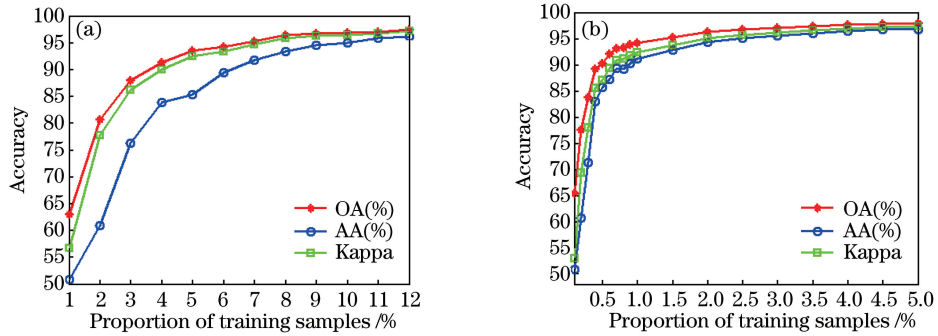 (a)
Accuracy
100
95
90
85
80
75
70
65
60
55
50
OA(%)
AA(%)
Kappa
1 2 3 4 5 6 7 8 9 10 11 12
Proportion of training samples /%
(b)
Accuracy
100
95
90
85
80
75
70
65
60
55
50
OA(%)
AA(%)
Kappa
0.5 1.0 1.5 2.0 2.5 3.0 3.5 4.0 4.5 5.0
Proportion of training samples /%